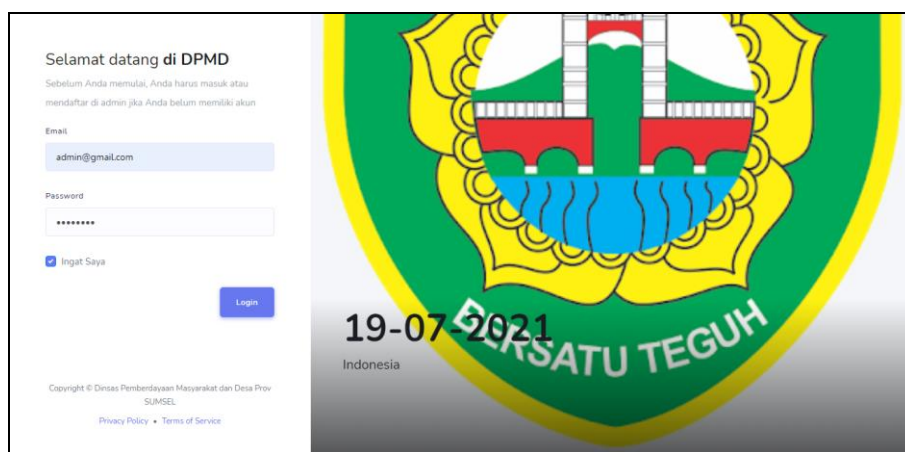 Selamat datang di DPMD
Sebelum Anda memulai, Anda harus masuk atau
mendaftar di admin jika Anda belum memiliki akun
Email
admin@gmail.com
Password
••••••••
Ingat Saya
Login
Copyright © Dinsas Pemberdayaan Masyarakat dan Desa Prov
SUMSEL
Privacy Policy • Terms of Service
19-07-2021
Indonesia
BERSATU TEGUH